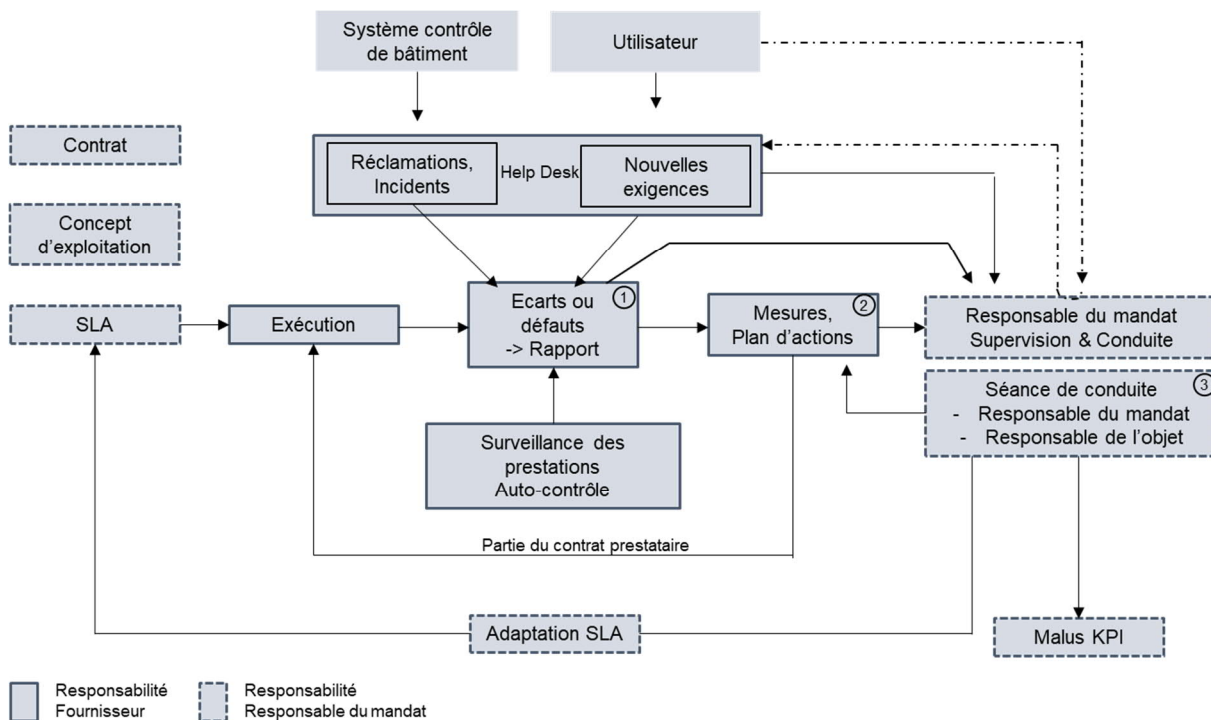 Système contrôle
de bâtiment
Utilisateur
Contrat
Réclamations,
Incidents
Help Desk
Nouvelles
exigences
Concept
d'exploitation
SLA
Exécution
Ecarts ou
défauts
-> Rapport
1
Mesures,
Plan d'actions
2
Responsable du mandat
Supervision & Conduite
Séance de conduite
- Responsable du mandat
- Responsable de l'objet
3
Surveillance des
prestations
Auto-contrôle
Partie du contrat prestataire
Adaptation SLA
Malus KPI
Responsabilité
Fournisseur
Responsabilité
Responsable du mandat